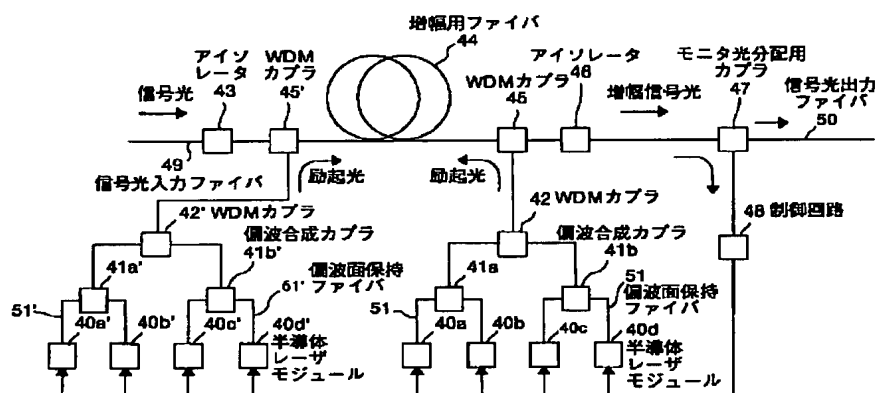 増幅用ファイバ
44
アイソ
レータ
43
WDM
カプラ
45'
信号光
WDMカプラ
45
アイソレータ
46
増幅信号光
モニタ光分配用
カプラ
47
信号光出力
ファイバ
50
49
信号光入力ファイバ
励起光
励起光
42' WDMカプラ
42 WDMカプラ
48 制御回路
偏波合成カプラ
41b'
41a'
偏波面保持
51' ファイバ
51'
40a'
40b'
40c'
40d'
半導体
レーザ
モジュール
偏波合成カプラ
41b
41a
51
51
偏波面保持
ファイバ
40a
40b
40c
40d
半導体
レーザ
モジュール